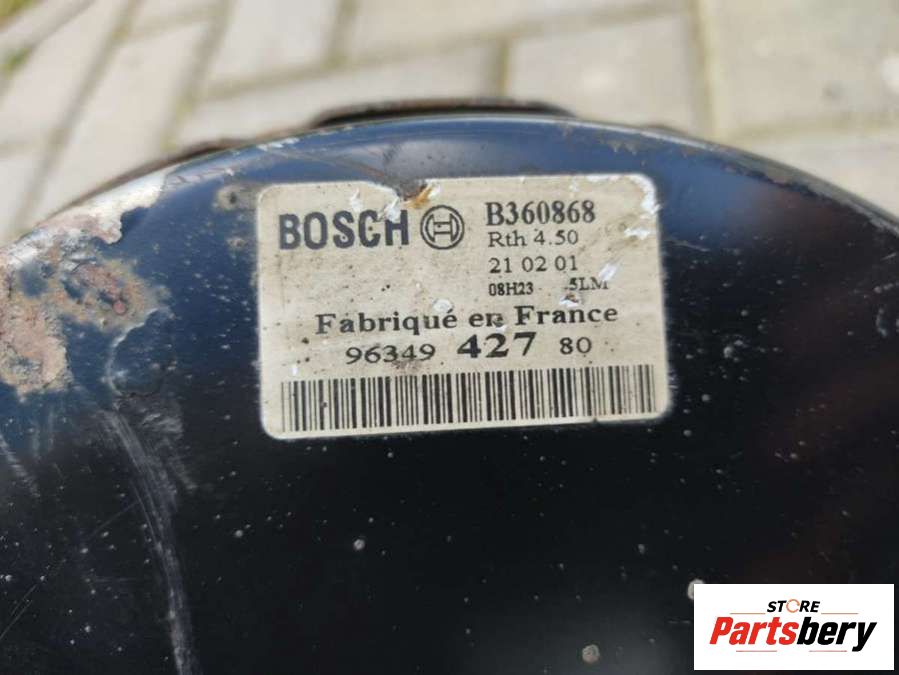 BOSCH B360868
Rth 4.50
21 02 01
08H23 5LM
Fabriqué en France
96349 427 80
STORE
Partsbery